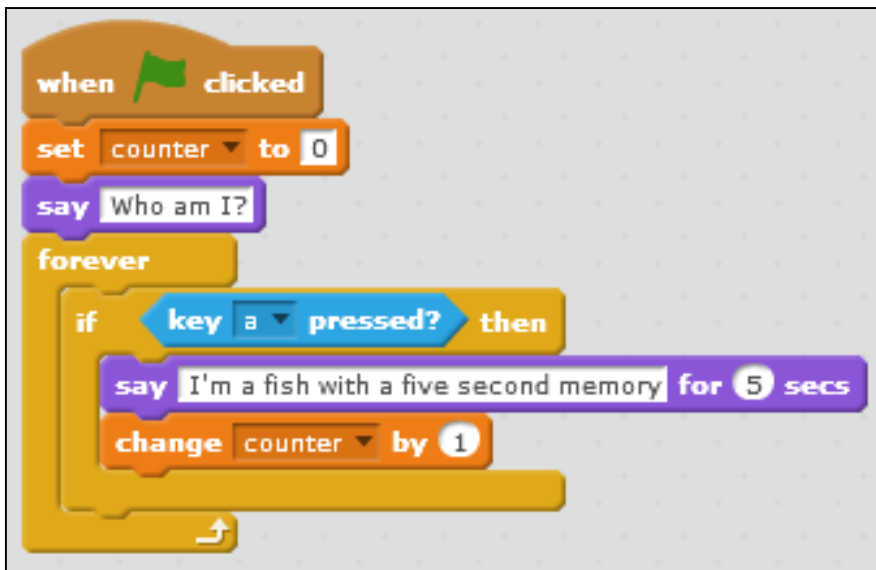 when clicked
set counter to 0
say Who am I?
forever
if key a pressed? then
say I'm a fish with a five second memory for 5 secs
change counter by 1